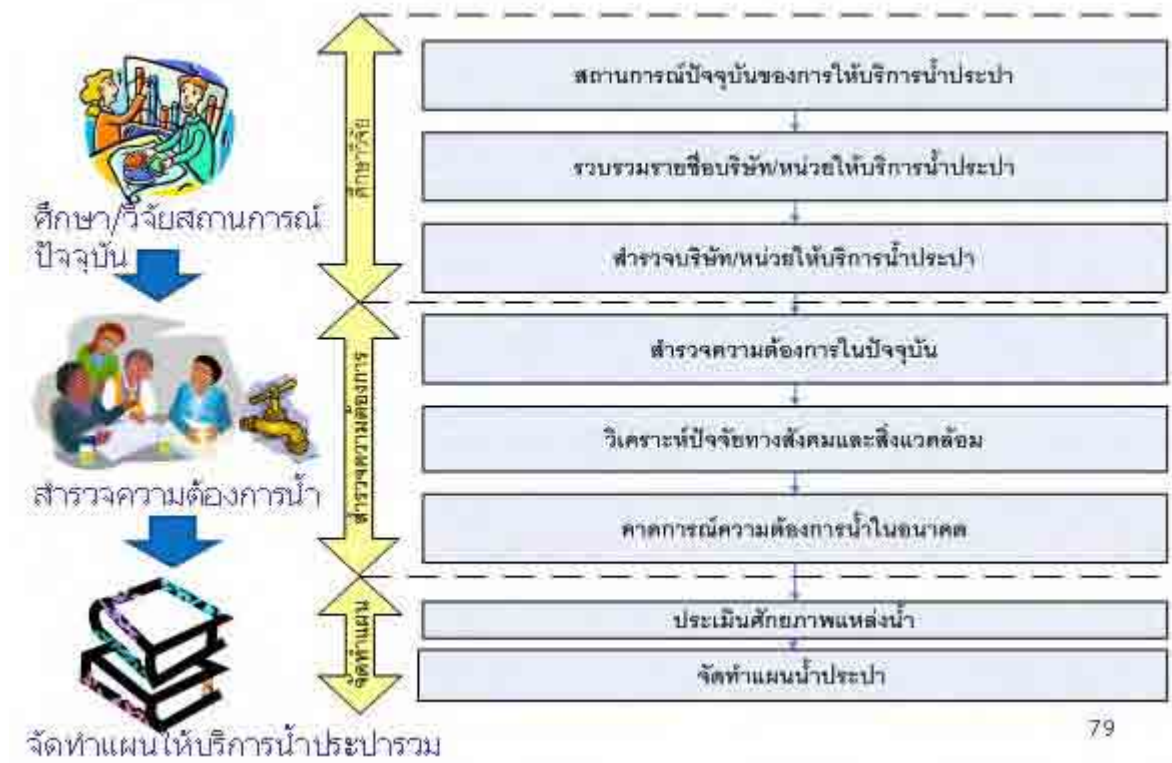 ศึกษา/วิจัยสถานการณ์
ปัจจุบัน
สำรวจความต้องการน้ำ
จัดทำแผนให้บริการน้ำประปารวม
ศึกษาวิจัย
สำรวจความต้องการ
จัดทำแผน
สถานการณ์ปัจจุบันของการให้บริการน้ำประปา
รวบรวมรายชื่อบริษัท/หน่วยให้บริการน้ำประปา
สำรวจบริษัท/หน่วยให้บริการน้ำประปา
สำรวจความต้องการในปัจจุบัน
วิเคราะห์ปัจจัยทางสังคมและสิ่งแวดล้อม
คาดการณ์ความต้องการน้ำในอนาคต
ประเมินศักยภาพแหล่งน้ำ
จัดทำแผนน้ำประปา
79